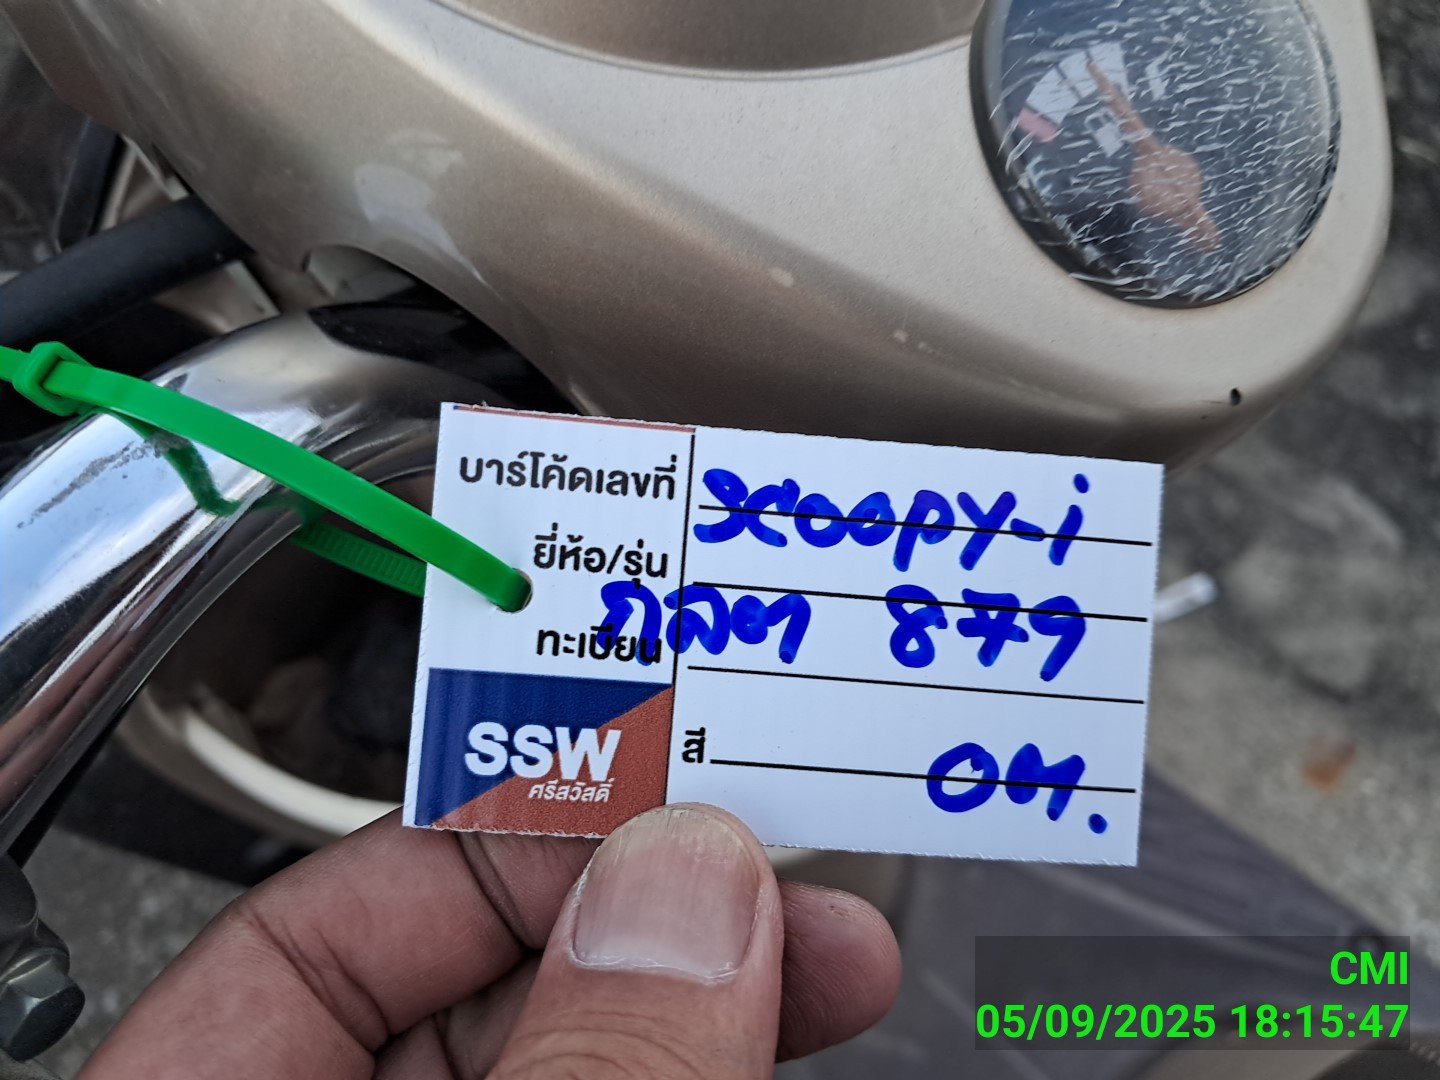 บาร์โค้ดเลขที่ scoopy-i
ยี่ห้อ/รุ่น
ทะเบียน กลต 879
SSW
ศรีสวัสดิ์
สี ๐ฅ.
CMI
05/09/2025 18:15:47